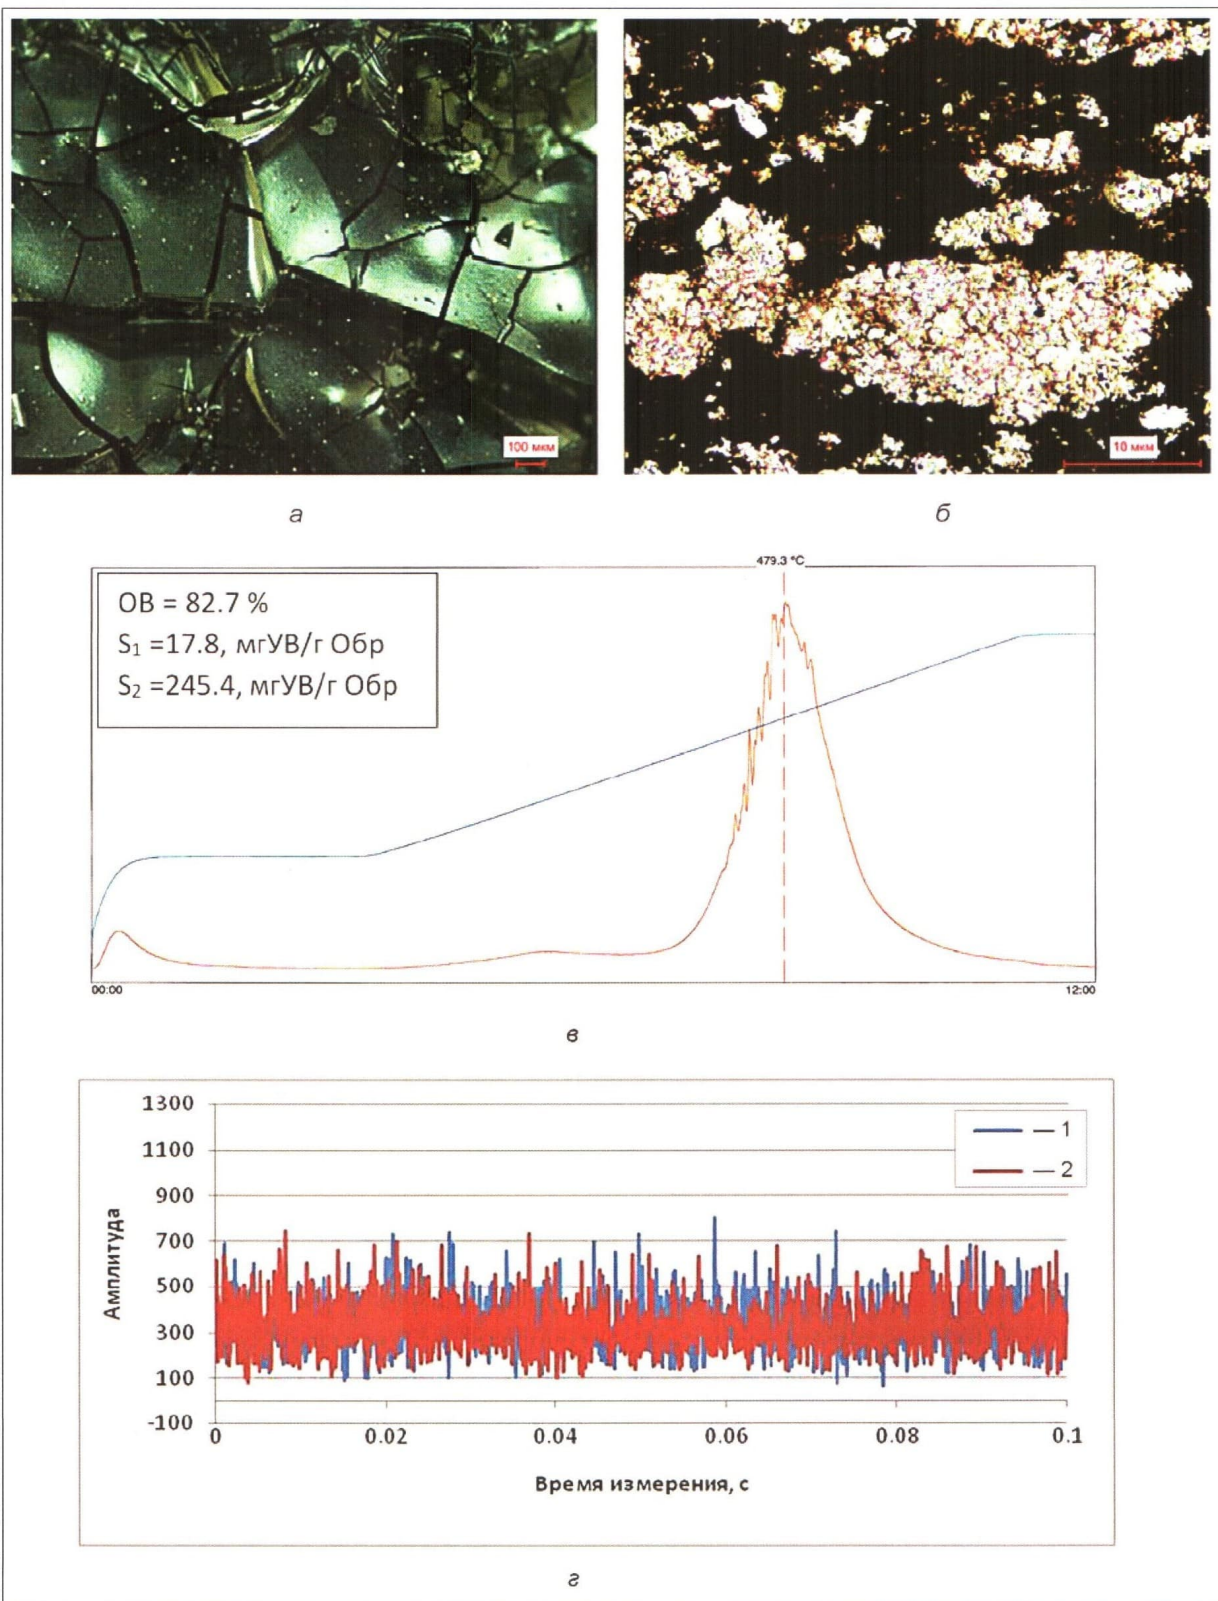 100 мкм
10 мкм
а
б
479.3 °C
ОВ = 82.7 %
S₁ =17.8, мгУВ/г Обр
S₂ =245.4, мгУВ/г Обр
00:00
12:00
в
1300
1100
900
700
500
300
100
-100
Амплитуда
— 1
— 2
0
0.02
0.04
0.06
0.08
0.1
Время измерения, с
г